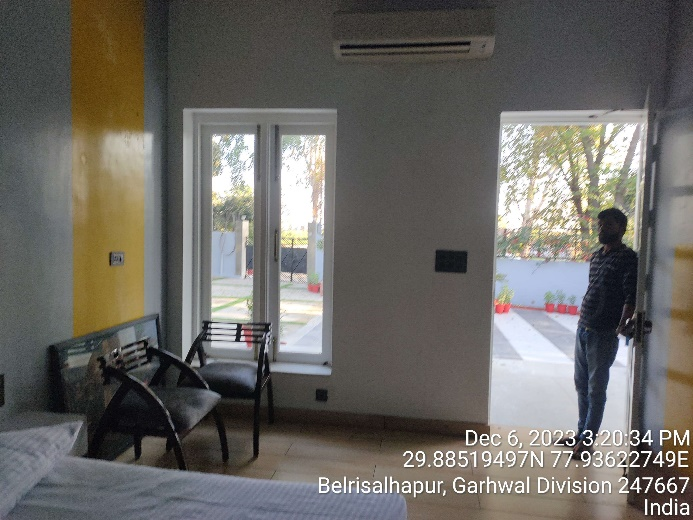 Dec 6, 2023 3:20:34 PM
29.88519497N 77.93622749E
Belrisalhapur, Garhwal Division 247667
India